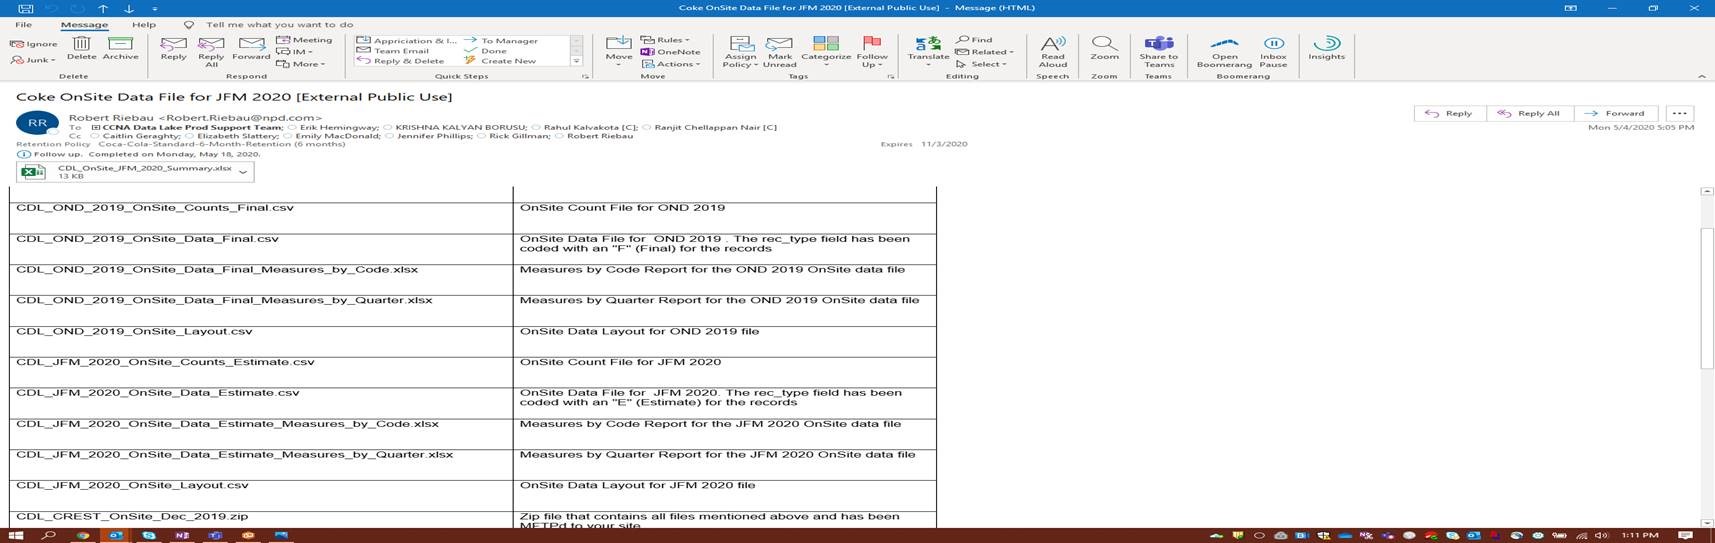 Coke OnSite Data File for JFM 2020 [External Public Use] - Message (HTML)
File Message Help Tell me what you want to do
Ignore
Junk
Delete
Archive
Delete
Reply
Reply All
Forward
Meeting
IM
More
Respond
Appriciation & I...
Team Email
Reply & Delete
To Manager
Done
Create New
Quick Steps
Move
Rules
OneNote
Actions
Move
Assign Policy
Mark Unread
Categorize
Follow Up
Tags
Translate
Find
Related
Select
Editing
Read Aloud
Speech
Zoom
Zoom
Share to Teams
Teams
Open Boomerang
Inbox Pause
Boomerang
Insights
Coke OnSite Data File for JFM 2020 [External Public Use]
RR
Robert Riebau <Robert.Riebau@npd.com>
To CCNA Data Lake Prod Support Team; Erik Hemingway; KRISHNA KALYAN BORUSU; Rahul Kalvakota [C]; Ranjit Chellappan Nair [C]
Cc Caitlin Geraghty; Elizabeth Slattery; Emily MacDonald; Jennifer Phillips; Rick Gillman; Robert Riebau
Reply Reply All Forward
Mon 5/4/2020 5:05 PM
Retention Policy Coca-Cola-Standard-6-Month-Retention (6 months) Expires 11/3/2020
Follow up. Completed on Monday, May 18, 2020.
CDL_OnSite_JFM_2020_Summary.xlsx
13 KB
CDL_OND_2019_OnSite_Counts_Final.csv OnSite Count File for OND 2019
CDL_OND_2019_OnSite_Data_Final.csv OnSite Data File for OND 2019 . The rec_type field has been
coded with an "F" (Final) for the records
CDL_OND_2019_OnSite_Data_Final_Measures_by_Code.xlsx Measures by Code Report for the OND 2019 OnSite data file
CDL_OND_2019_OnSite_Data_Final_Measures_by_Quarter.xlsx Measures by Quarter Report for the OND 2019 OnSite data file
CDL_OND_2019_OnSite_Layout.csv OnSite Data Layout for OND 2019 file
CDL_JFM_2020_OnSite_Counts_Estimate.csv OnSite Count File for JFM 2020
CDL_JFM_2020_OnSite_Data_Estimate.csv OnSite Data File for JFM 2020. The rec_type field has been
coded with an "E" (Estimate) for the records
CDL_JFM_2020_OnSite_Data_Estimate_Measures_by_Code.xlsx Measures by Code Report for the JFM 2020 OnSite data file
CDL_JFM_2020_OnSite_Data_Estimate_Measures_by_Quarter.xlsx Measures by Quarter Report for the JFM 2020 OnSite data file
CDL_JFM_2020_OnSite_Layout.csv OnSite Data Layout for JFM 2020 file
CDL_CREST_OnSite_Dec_2019.zip Zip file that contains all files mentioned above and has been
MFTPd to your site
1:11 PM